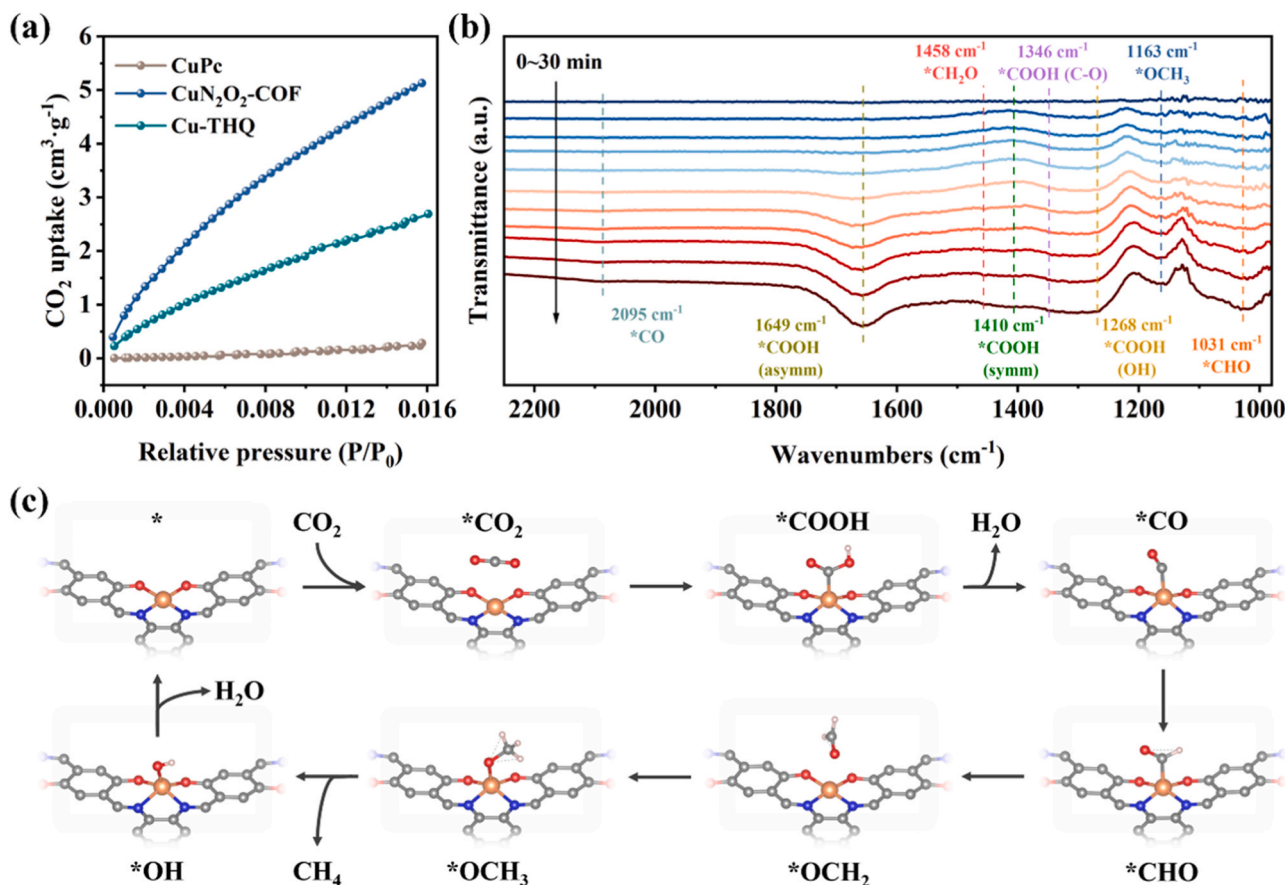 (a)
CO₂ uptake (cm³·g⁻¹)
6
5
4
3
2
1
0
CuPc
CuN₂O₂-COF
Cu-THQ
0.000 0.004 0.008 0.012 0.016
Relative pressure (P/P₀)
(b)
Transmittance (a.u.)
0~30 min
1458 cm⁻¹
*CH₂O
1346 cm⁻¹
*COOH (C-O)
1163 cm⁻¹
*OCH₃
2095 cm⁻¹
*CO
1649 cm⁻¹
*COOH
(asymm)
1410 cm⁻¹
*COOH
(symm)
1268 cm⁻¹
*COOH
(OH)
1031 cm⁻¹
*CHO
2200 2000 1800 1600 1400 1200 1000
Wavenumbers (cm⁻¹)
(c)
*
CO₂
*CO₂
*COOH
H₂O
*CO
H₂O
*OH
CH₄
*OCH₃
*OCH₂
*CHO